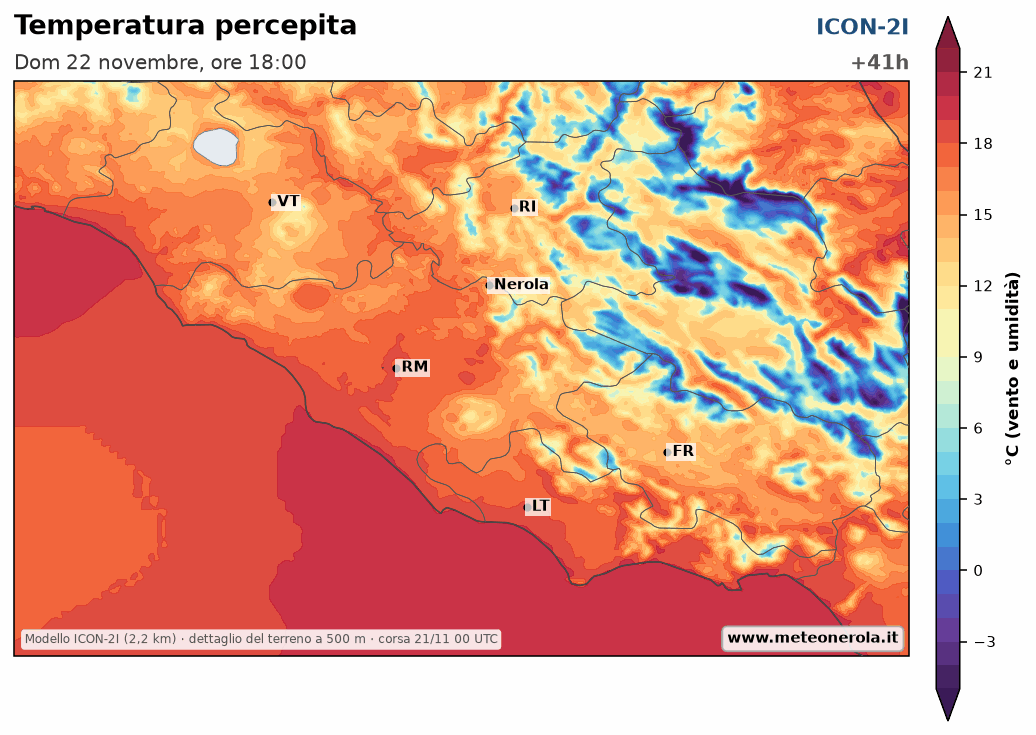 Temperatura percepita
ICON-2I
Dom 22 novembre, ore 18:00
+41h
VT
RI
Nerola
RM
FR
LT
Modello ICON-2I (2,2 km) · dettaglio del terreno a 500 m · corsa 21/11 00 UTC
www.meteonerola.it
21
18
15
12
9
6
3
0
−3
°C (vento e umidità)